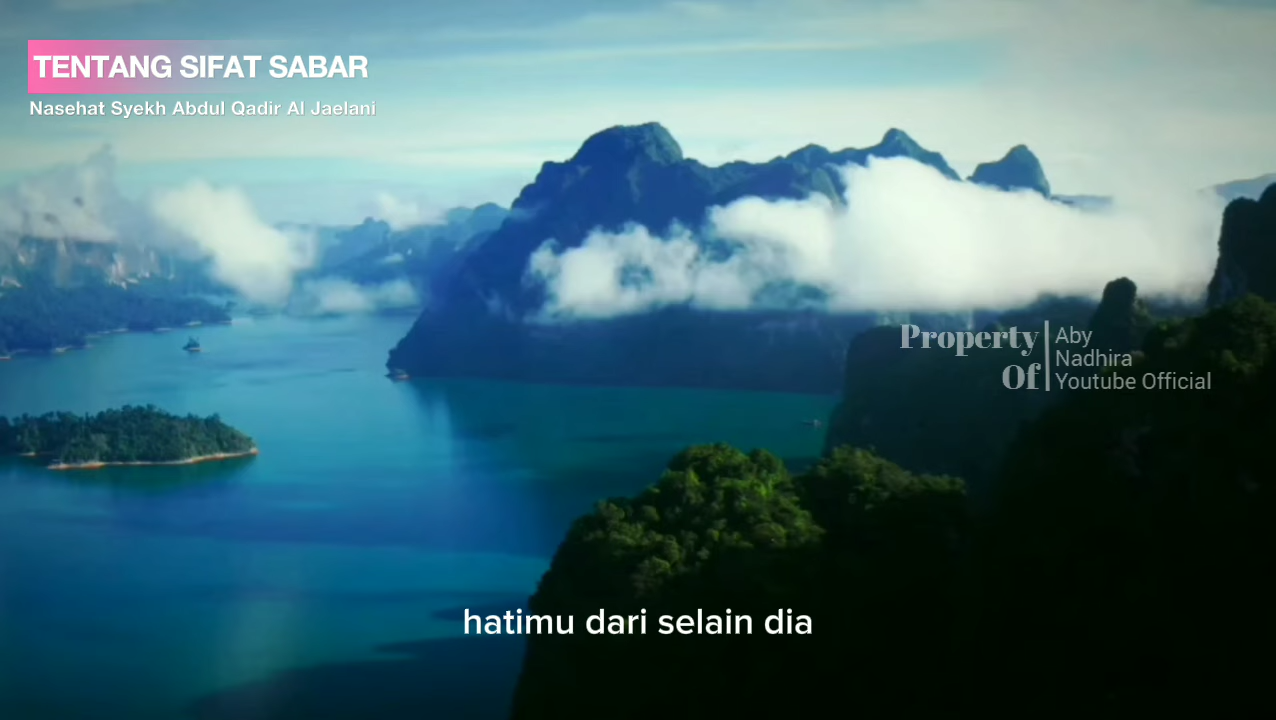 TENTANG SIFAT SABAR
Nasehat Syekh Abdul Qadir Al Jaelani
Property Of
Aby
Nadhira
Youtube Official
hatimu dari selain dia